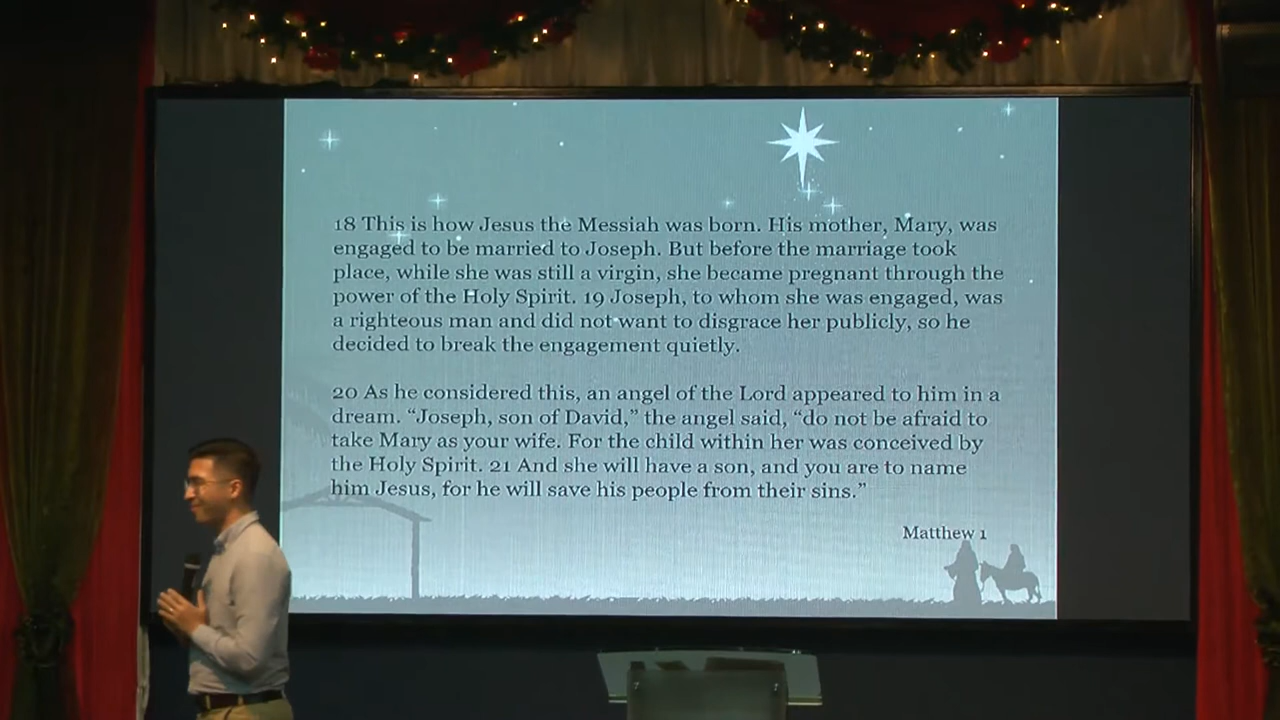 18 This is how Jesus the Messiah was born. His mother, Mary, was
engaged to be married to Joseph. But before the marriage took
place, while she was still a virgin, she became pregnant through the
power of the Holy Spirit. 19 Joseph, to whom she was engaged, was
a righteous man and did not want to disgrace her publicly, so he
decided to break the engagement quietly.
20 As he considered this, an angel of the Lord appeared to him in a
dream. “Joseph, son of David,” the angel said, “do not be afraid to
take Mary as your wife. For the child within her was conceived by
the Holy Spirit. 21 And she will have a son, and you are to name
him Jesus, for he will save his people from their sins.”
Matthew 1